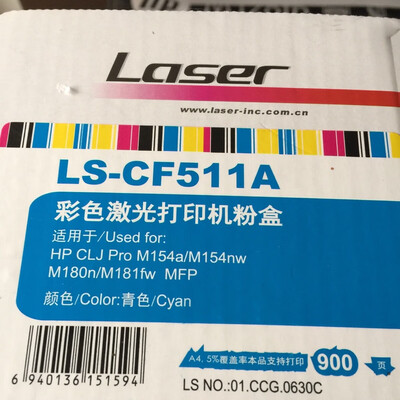 Laser
www.laser-inc.com.cn
LS-CF511A
彩色激光打印机粉盒
适用于/Used for:
HP CLJ Pro M154a/M154nw
M180n/M181fw MFP
颜色/Color:青色/Cyan
A4, 5%覆盖率本品支持打印 900 页
6 940136 151594
LS NO.:01.CCG.0630C